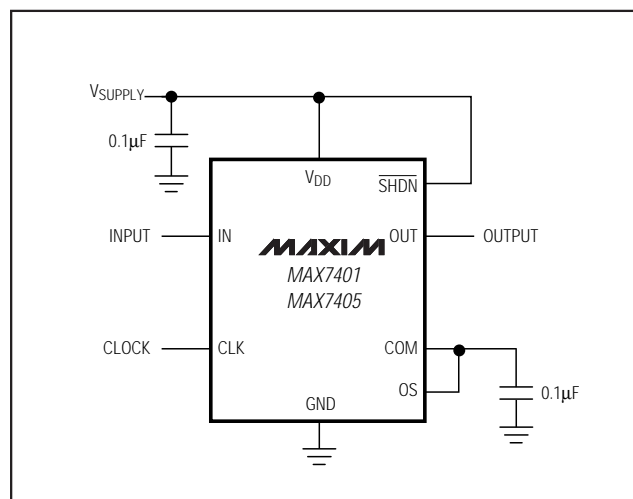 VSUPPLY
0.1µF
VDD
SHDN
INPUT
IN
MAXIM
OUT
OUTPUT
MAX7401
MAX7405
CLOCK
CLK
COM
OS
0.1µF
GND